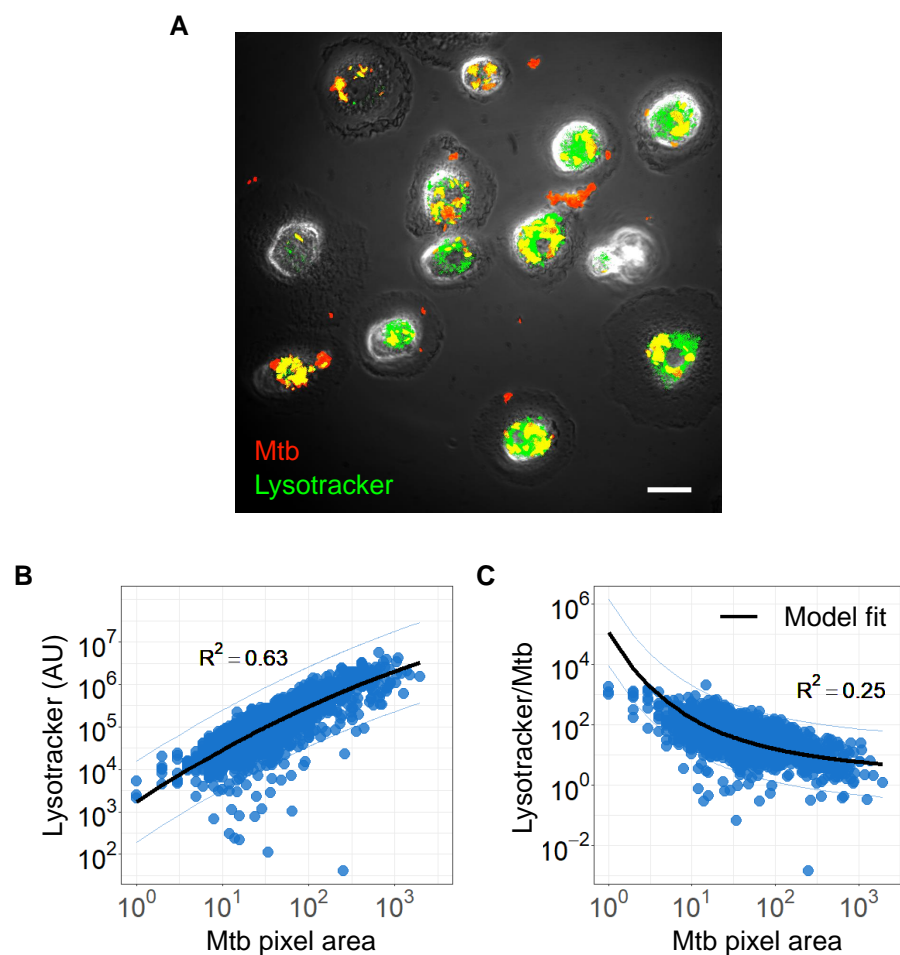 A
Mtb
Lysotracker
B
10⁷
10⁶
10⁵
10⁴
10³
10²
Lysotracker (AU)
R² = 0.63
10⁰ 10¹ 10² 10³
Mtb pixel area
C
10⁶
10⁴
10²
10⁰
10⁻²
Lysotracker/Mtb
Model fit
R² = 0.25
10⁰ 10¹ 10² 10³
Mtb pixel area